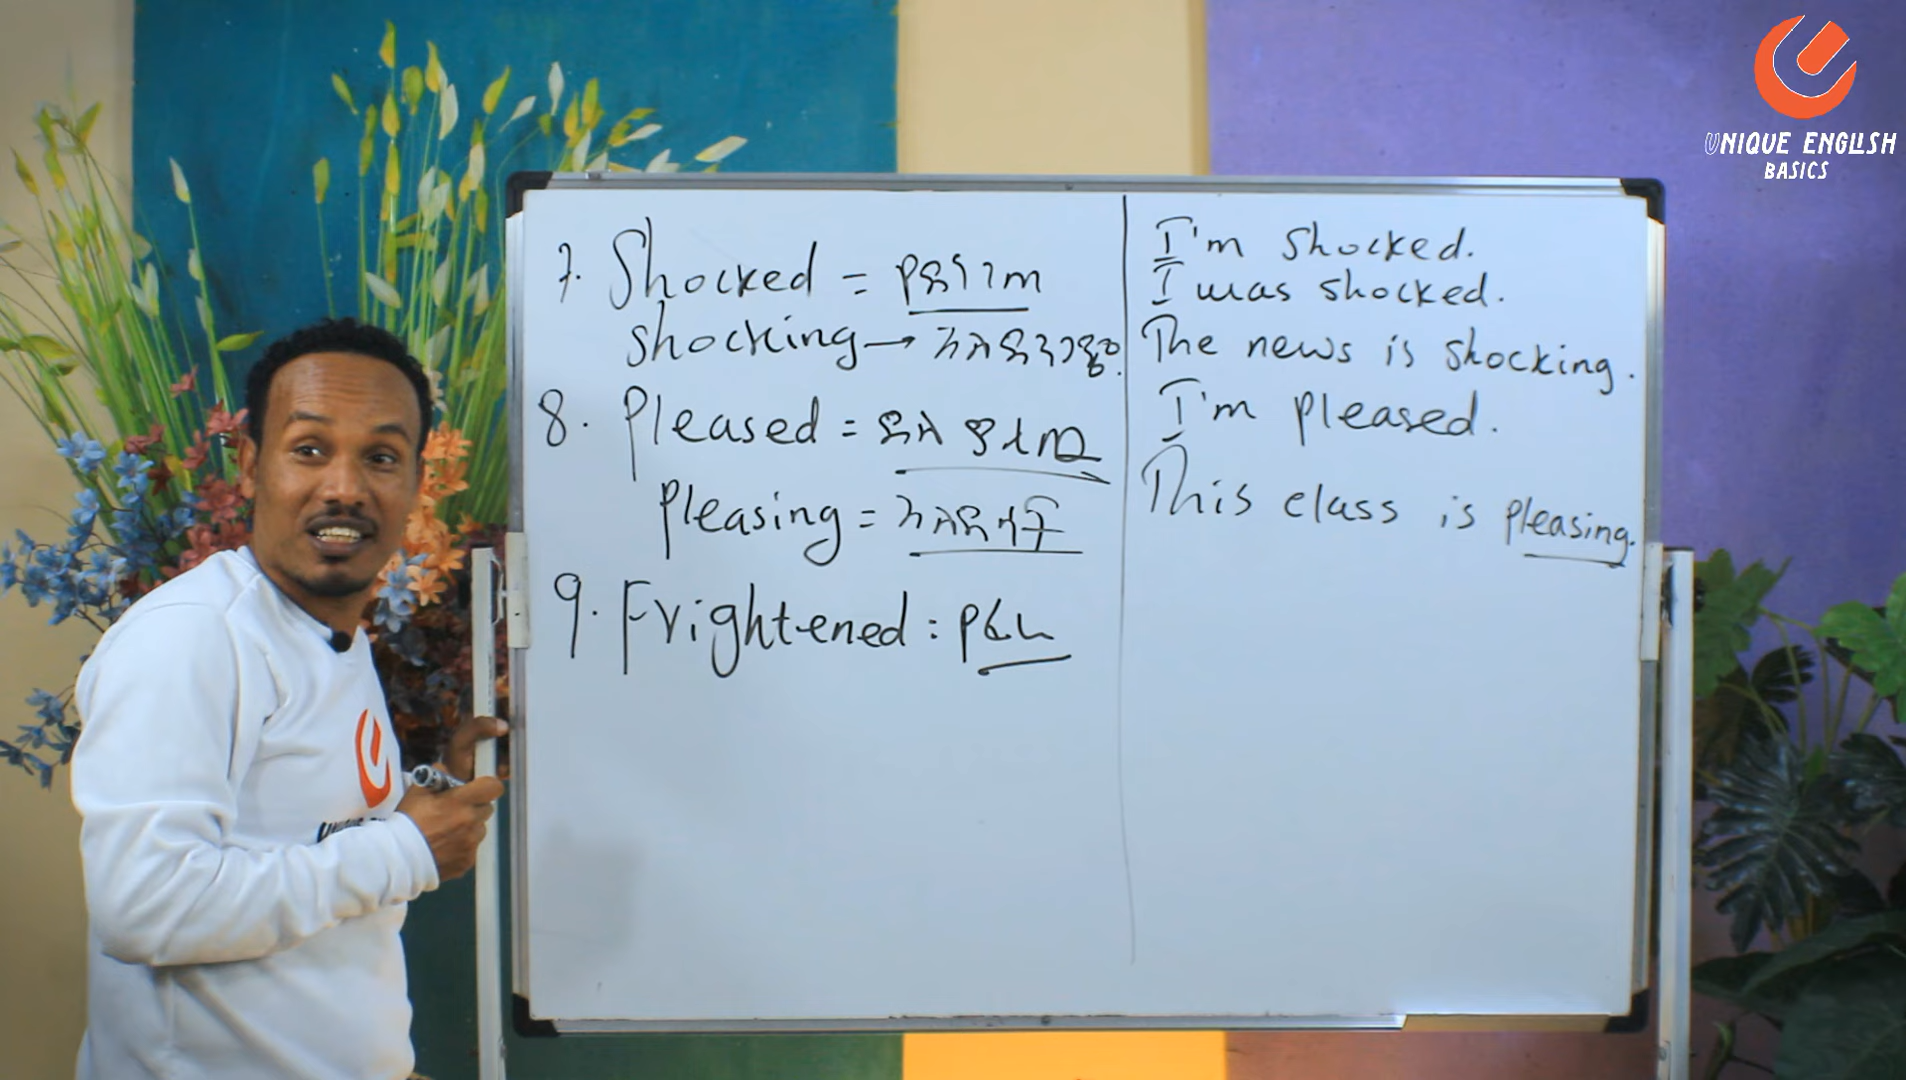 UNIQUE ENGLISH
BASICS
7. Shocked = የደነገጠ
shocking → አስደንጋጭ.
8. Pleased = ደስ ያለው
pleasing = አስደሳች
9. Frightened : የፈራ
I'm shocked.
I was shocked.
The news is shocking.
I'm pleased.
This class is pleasing.